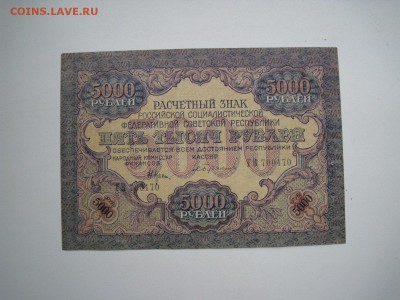 COINS.LAVE.RU
5000 5000
РУБЛЕЙ РУБЛЕЙ
РАСЧЕТНЫЙ ЗНАК
РОССИЙСКОЙ СОЦИАЛИСТИЧЕСКОЙ
ФЕДЕРАТИВНОЙ СОВЕТСКОЙ РЕСПУБЛИКИ
ПЯТЬ ТЫСЯЧ РУБЛЕЙ
ОБЕСПЕЧИВАЕТСЯ ВСЕМ ДОСТОЯНИЕМ РЕСПУБЛИКИ
НАРОДНЫЙ КОМИССАР КАССИР
ФИНАНСОВ
5000 5000 5000
РУБЛЕЙ